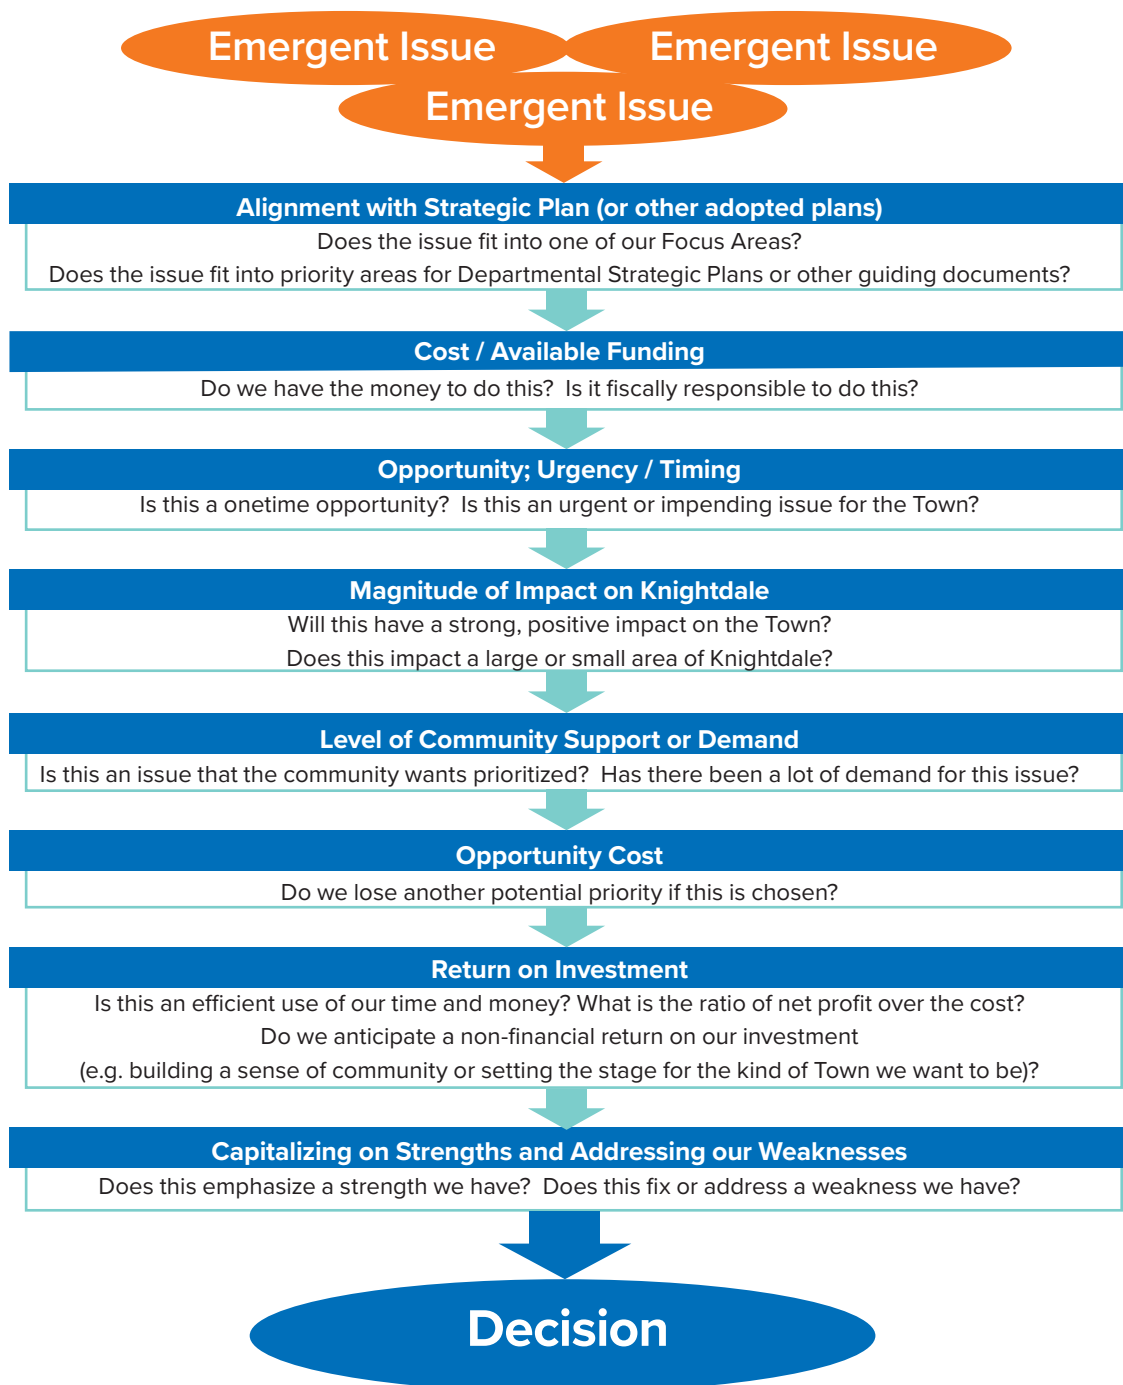 Emergent Issue
Emergent Issue
Emergent Issue
Alignment with Strategic Plan (or other adopted plans)
Does the issue fit into one of our Focus Areas?
Does the issue fit into priority areas for Departmental Strategic Plans or other guiding documents?
Cost / Available Funding
Do we have the money to do this?  Is it fiscally responsible to do this?
Opportunity; Urgency / Timing
Is this a onetime opportunity?  Is this an urgent or impending issue for the Town?
Magnitude of Impact on Knightdale
Will this have a strong, positive impact on the Town?
Does this impact a large or small area of Knightdale?
Level of Community Support or Demand
Is this an issue that the community wants prioritized?  Has there been a lot of demand for this issue?
Opportunity Cost
Do we lose another potential priority if this is chosen?
Return on Investment
Is this an efficient use of our time and money? What is the ratio of net profit over the cost?
Do we anticipate a non-financial return on our investment
(e.g. building a sense of community or setting the stage for the kind of Town we want to be)?
Capitalizing on Strengths and Addressing our Weaknesses
Does this emphasize a strength we have?  Does this fix or address a weakness we have?
Decision